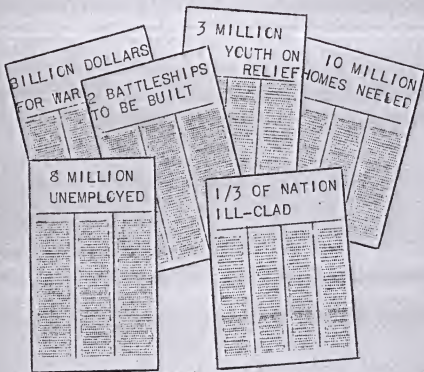 BILLION DOLLARS
FOR WAR
2 BATTLESHIPS
TO BE BUILT
3 MILLION
YOUTH ON
RELIEF
10 MILLION
HOMES NEEDED
8 MILLION
UNEMPLOYED
1/3 OF NATION
ILL-CLAD